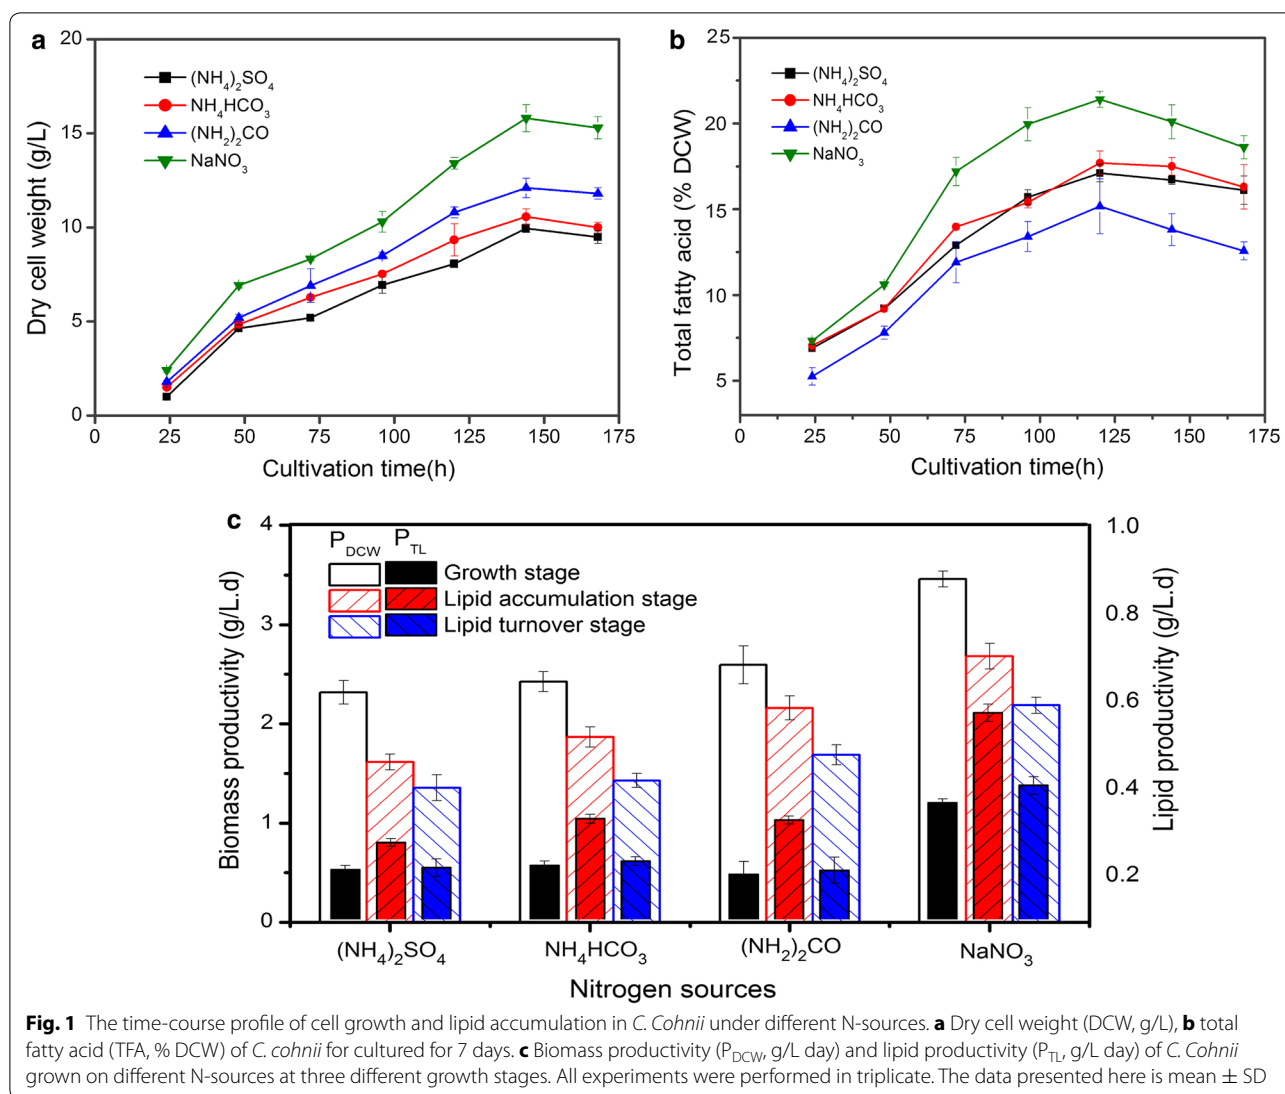 a
20
15
10
5
0
Dry cell weight (g/L)
(NH4)2SO4
NH4HCO3
(NH2)2CO
NaNO3
0 25 50 75 100 125 150 175
Cultivation time(h)
b
25
20
15
10
5
Total fatty acid (% DCW)
(NH4)2SO4
NH4HCO3
(NH2)2CO
NaNO3
0 25 50 75 100 125 150 175
Cultivation time(h)
c
4
3
2
1
0
Biomass productivity (g/L.d)
PDCW PTL
Growth stage
Lipid accumulation stage
Lipid turnover stage
1.0
0.8
0.6
0.4
0.2
Lipid productivity (g/L.d)
(NH4)2SO4 NH4HCO3 (NH2)2CO NaNO3
Nitrogen sources
Fig. 1 The time-course profile of cell growth and lipid accumulation in C. Cohnii under different N-sources. a Dry cell weight (DCW, g/L), b total
fatty acid (TFA, % DCW) of C. cohnii for cultured for 7 days. c Biomass productivity (PDCW, g/L day) and lipid productivity (PTL, g/L day) of C. Cohnii
grown on different N-sources at three different growth stages. All experiments were performed in triplicate. The data presented here is mean ± SD